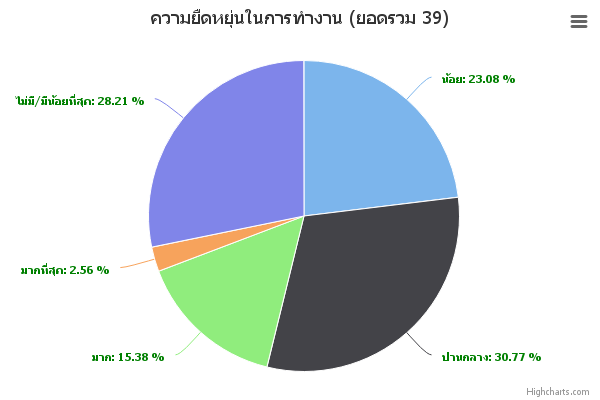 ความยืดหยุ่นในการทำงาน (ยอดรวม 39)
ไม่มี/มีน้อยที่สุด: 28.21 %
น้อย: 23.08 %
มากที่สุด: 2.56 %
มาก: 15.38 %
ปานกลาง: 30.77 %
Highcharts.com